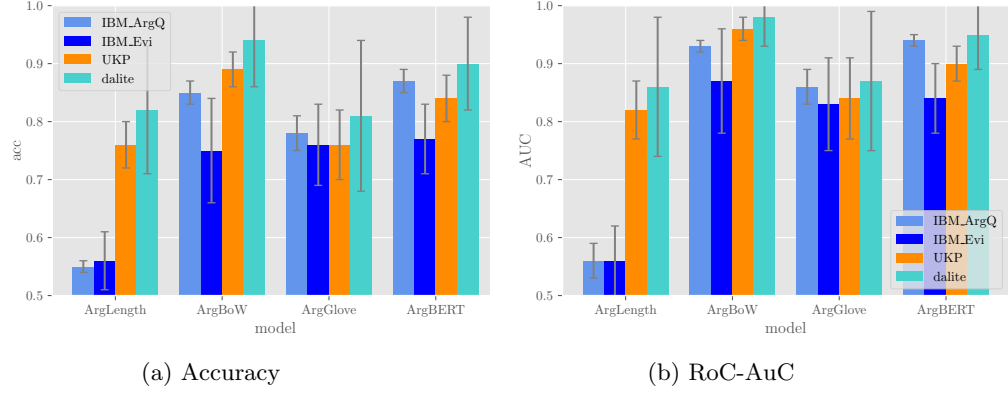 1.0
0.9
0.8
0.7
0.6
0.5
acc
IBM_ArgQ
IBM_Evi
UKP
dalite
ArgLength
ArgBoW
ArgGlove
ArgBERT
model
(a) Accuracy
1.0
0.9
0.8
0.7
0.6
0.5
AUC
IBM_ArgQ
IBM_Evi
UKP
dalite
ArgLength
ArgBoW
ArgGlove
ArgBERT
model
(b) RoC-AuC